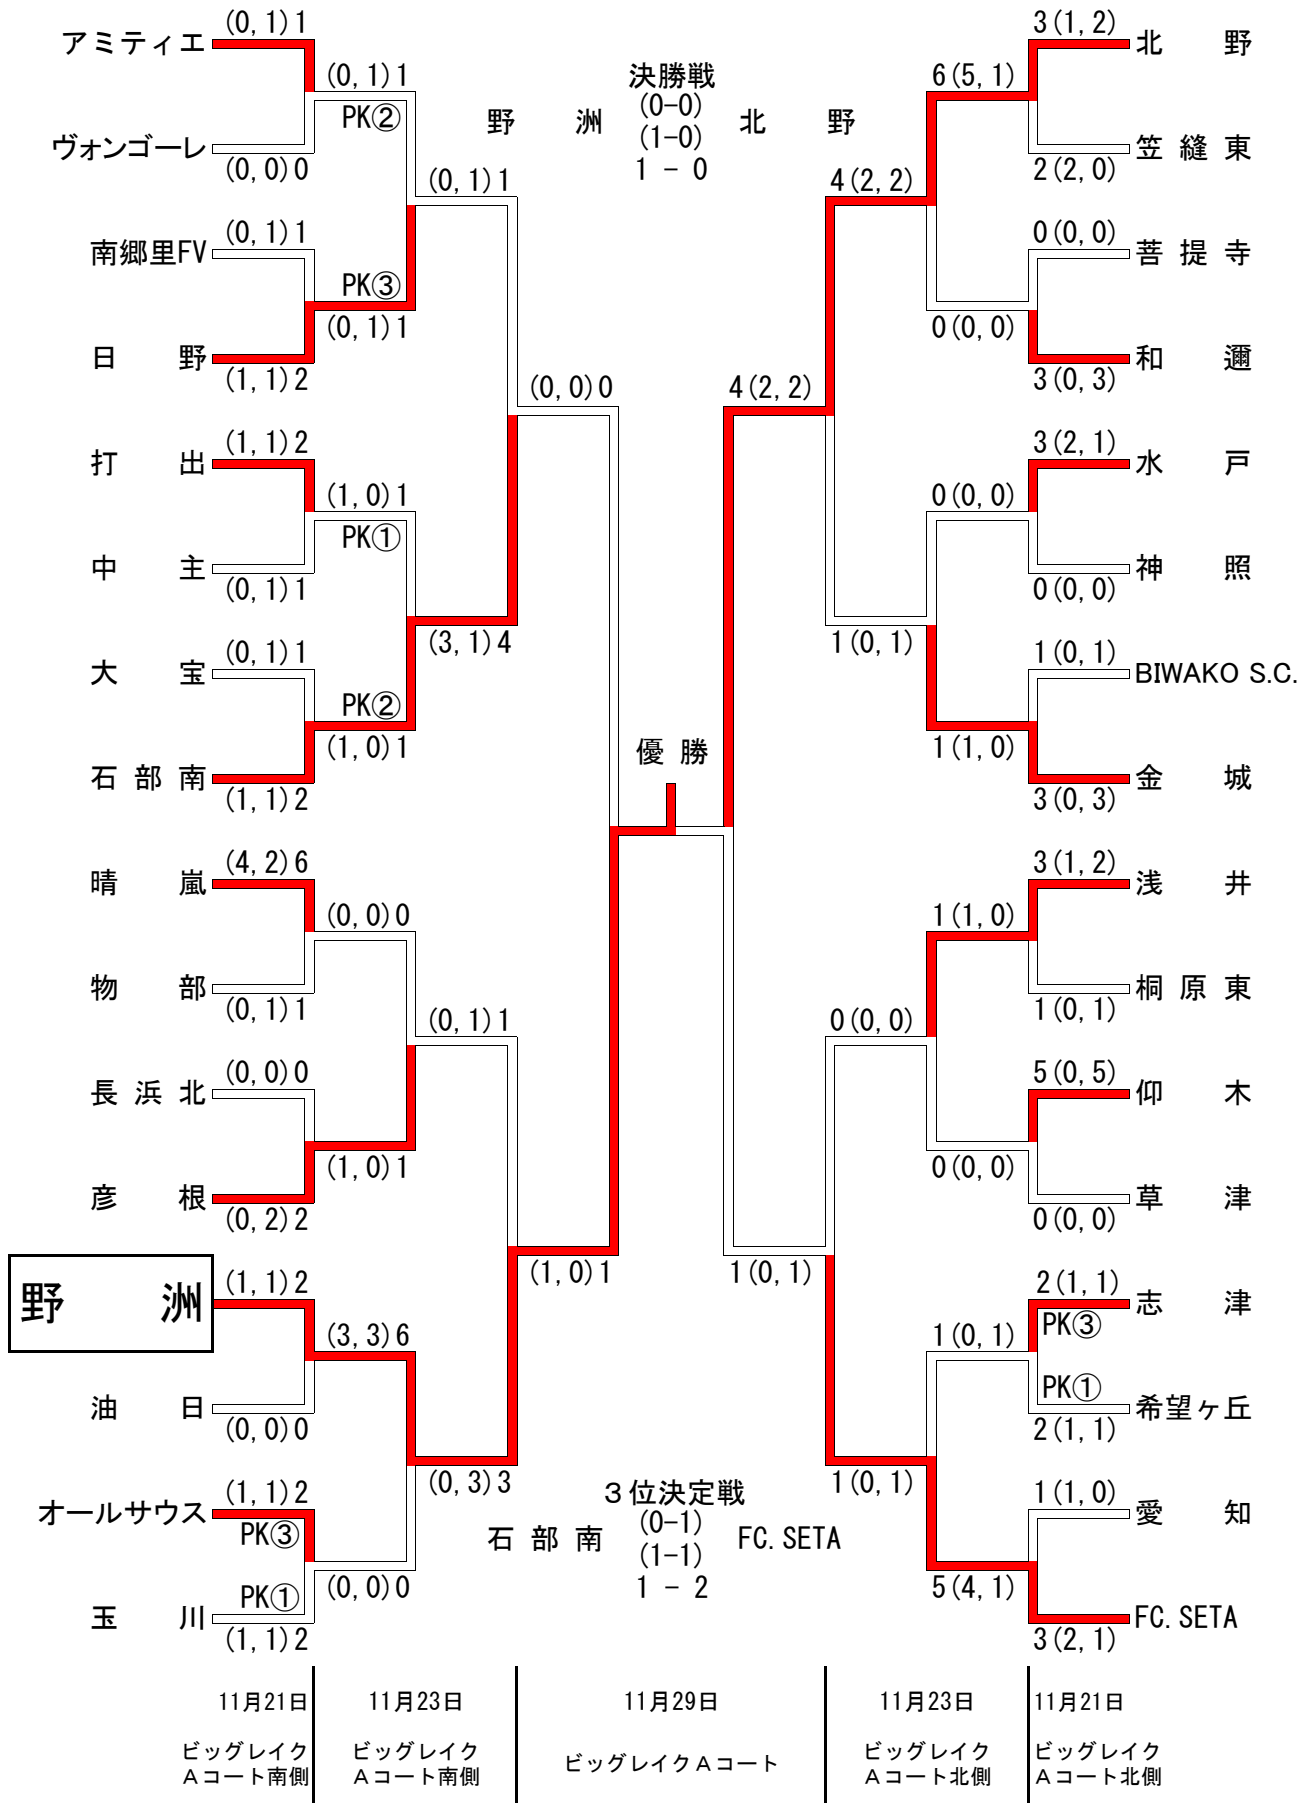 アミティエ
(0,1)1
ヴォンゴーレ
(0,0)0
(0,1)1
PK②
南郷里FV
(0,1)1
日 野
(1,1)2
PK③
(0,1)1
(0,1)1
打 出
(1,1)2
中 主
(0,1)1
(1,0)1
PK①
大 宝
(0,1)1
石 部 南
(1,1)2
PK②
(1,0)1
(3,1)4
(0,0)0
晴 嵐
(4,2)6
物 部
(0,1)1
(0,0)0
長 浜 北
(0,0)0
彦 根
(0,2)2
(1,0)1
(0,1)1
野 洲
(1,1)2
油 日
(0,0)0
(3,3)6
オールサウス
(1,1)2
PK③
玉 川
PK①
(1,1)2
(0,0)0
(0,3)3
(1,0)1
決勝戦
野 洲 (0-0) 北 野
(1-0)
1 - 0
優 勝
３位決定戦
石 部 南 (0-1) FC.SETA
(1-1)
1 - 2
3(1,2)
北 野
笠 縫 東
2(2,0)
6(5,1)
0(0,0)
菩 提 寺
和 邇
3(0,3)
0(0,0)
4(2,2)
3(2,1)
水 戸
神 照
0(0,0)
0(0,0)
1(0,1)
BIWAKO S.C.
金 城
3(0,3)
1(1,0)
1(0,1)
4(2,2)
3(1,2)
浅 井
桐 原 東
1(0,1)
1(1,0)
5(0,5)
仰 木
草 津
0(0,0)
0(0,0)
0(0,0)
2(1,1)
志 津
PK③
PK①
希望ヶ丘
2(1,1)
1(0,1)
1(1,0)
愛 知
FC.SETA
3(2,1)
5(4,1)
1(0,1)
1(0,1)
11月21日
ビッグレイク
Ａコート南側
11月23日
ビッグレイク
Ａコート南側
11月29日
ビッグレイクＡコート
11月23日
ビッグレイク
Ａコート北側
11月21日
ビッグレイク
Ａコート北側